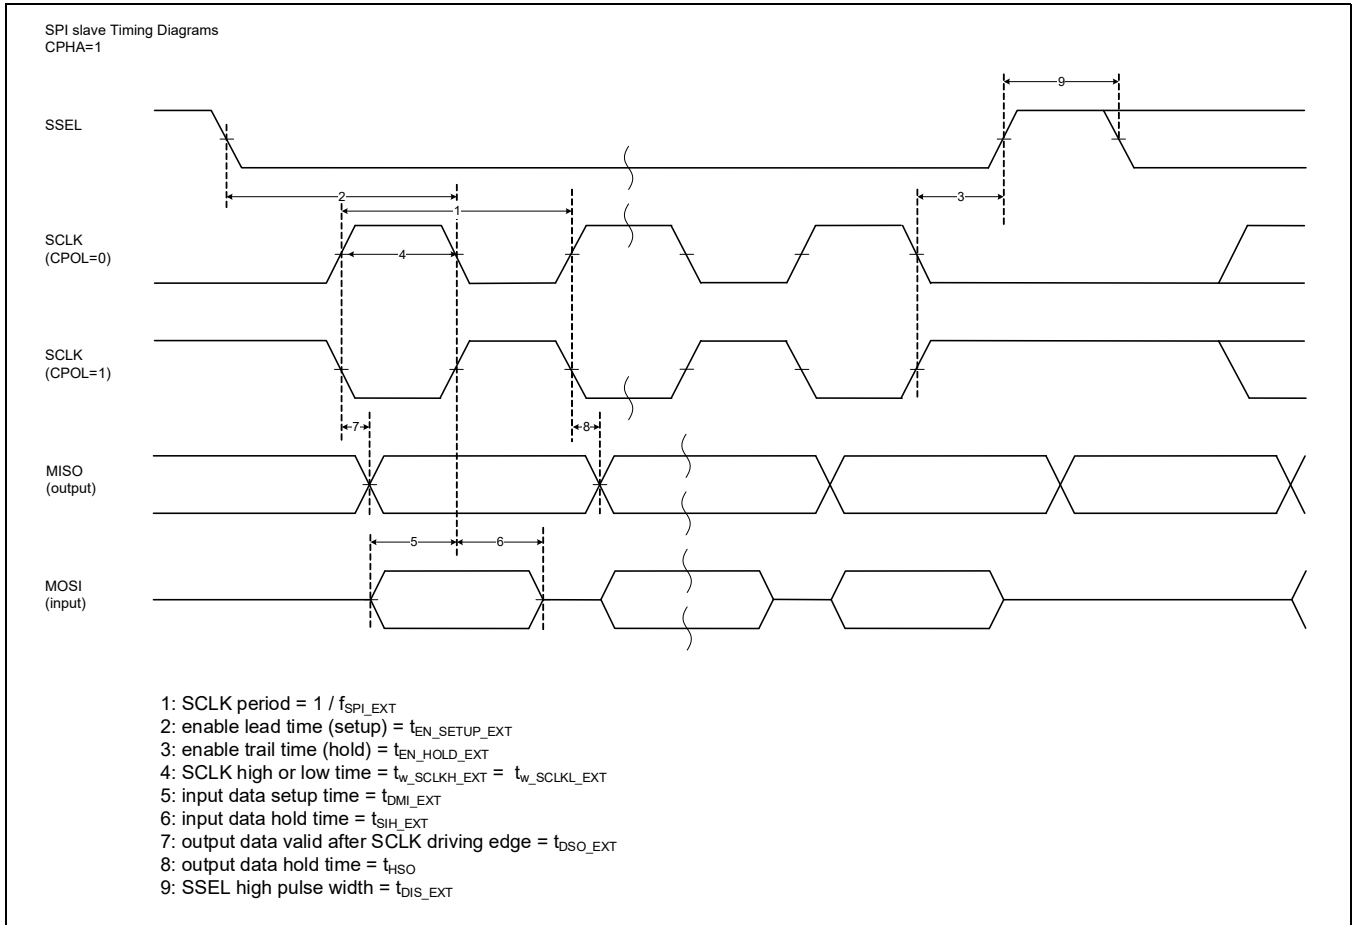 SPI slave Timing Diagrams
CPHA=1
9
SSEL
2
3
1
SCLK
(CPOL=0)
4
SCLK
(CPOL=1)
7
8
MISO
(output)
5
6
MOSI
(input)
1: SCLK period = 1 / fSPI_EXT
2: enable lead time (setup) = tEN_SETUP_EXT
3: enable trail time (hold) = tEN_HOLD_EXT
4: SCLK high or low time = tw_SCLKH_EXT = tw_SCLKL_EXT
5: input data setup time = tDMI_EXT
6: input data hold time = tSIH_EXT
7: output data valid after SCLK driving edge = tDSO_EXT
8: output data hold time = tHSO
9: SSEL high pulse width = tDIS_EXT